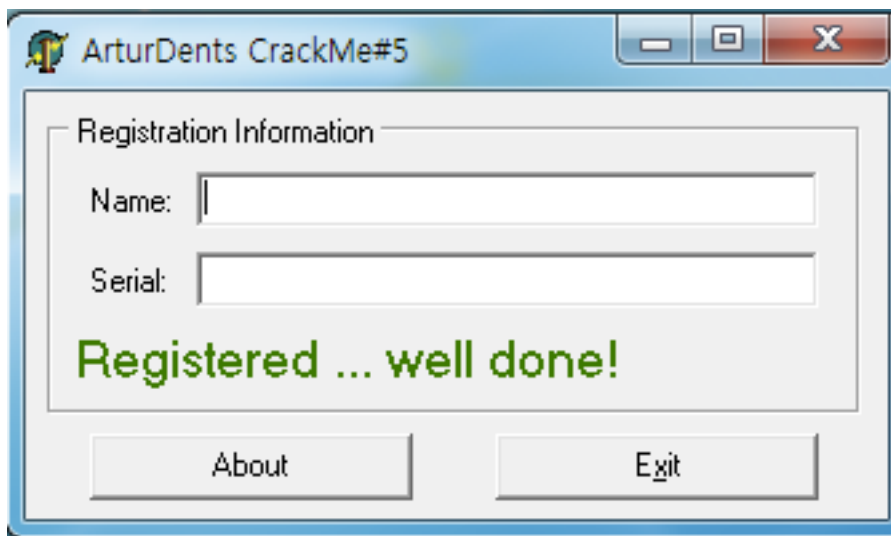 ArturDents CrackMe#5
Registration Information
Name:
Serial:
Registered ... well done!
About
Exit